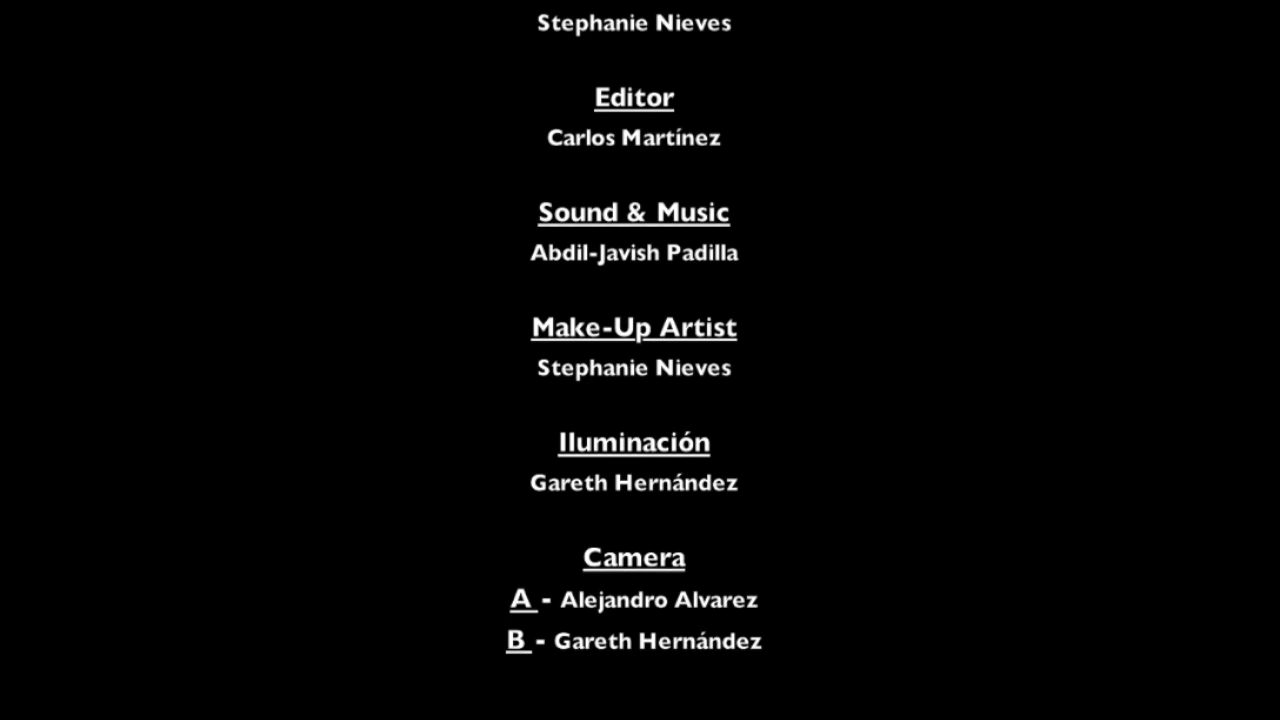 Stephanie Nieves
Editor
Carlos Martínez
Sound & Music
Abdil-Javish Padilla
Make-Up Artist
Stephanie Nieves
Iluminación
Gareth Hernández
Camera
A - Alejandro Alvarez
B - Gareth Hernández